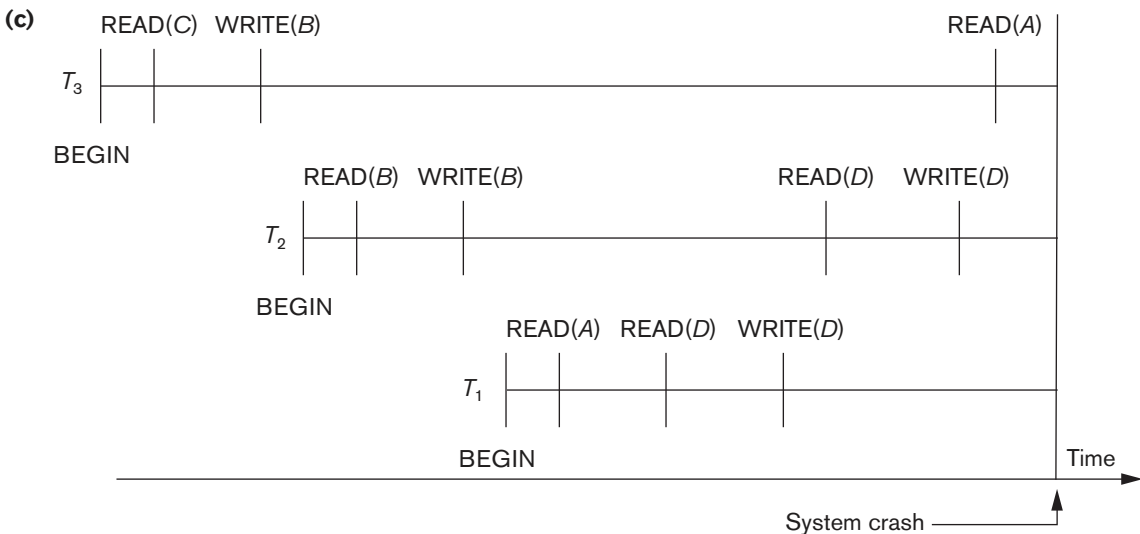 (c)
READ(C) WRITE(B) READ(A)
T3
BEGIN
READ(B) WRITE(B) READ(D) WRITE(D)
T2
BEGIN
READ(A) READ(D) WRITE(D)
T1
BEGIN
Time
System crash